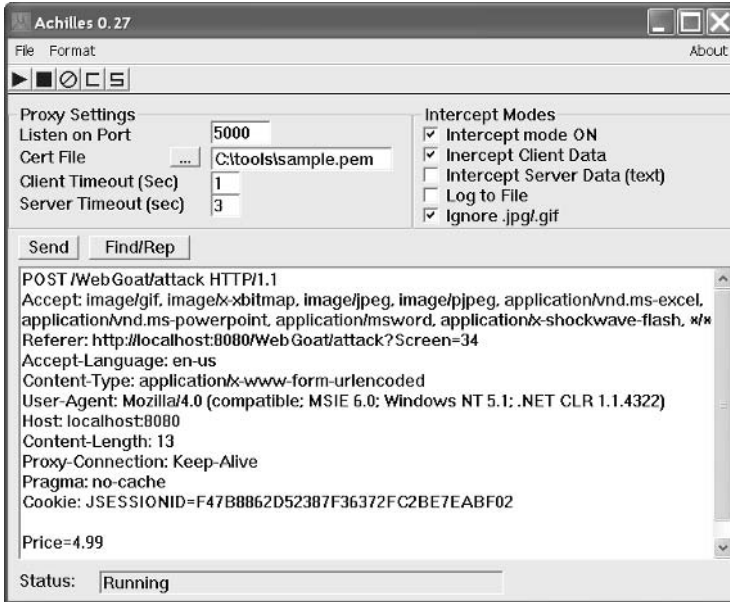 Achilles 0.27
File Format About
Proxy Settings
Listen on Port 5000
Cert File ... C:\tools\sample.pem
Client Timeout (Sec) 1
Server Timeout (sec) 3
Intercept Modes
Intercept mode ON
Inercept Client Data
Intercept Server Data (text)
Log to File
Ignore .jpg/.gif
Send Find/Rep
POST /WebGoat/attack HTTP/1.1
Accept: image/gif, image/x-xbitmap, image/jpeg, image/pjpeg, application/vnd.ms-excel,
application/vnd.ms-powerpoint, application/msword, application/x-shockwave-flash, */*
Referer: http://localhost:8080/WebGoat/attack?Screen=34
Accept-Language: en-us
Content-Type: application/x-www-form-urlencoded
User-Agent: Mozilla/4.0 (compatible; MSIE 6.0; Windows NT 5.1; .NET CLR 1.1.4322)
Host: localhost:8080
Content-Length: 13
Proxy-Connection: Keep-Alive
Pragma: no-cache
Cookie: JSESSIONID=F47B8862D52387F36372FC2BE7EABF02
Price=4.99
Status: Running